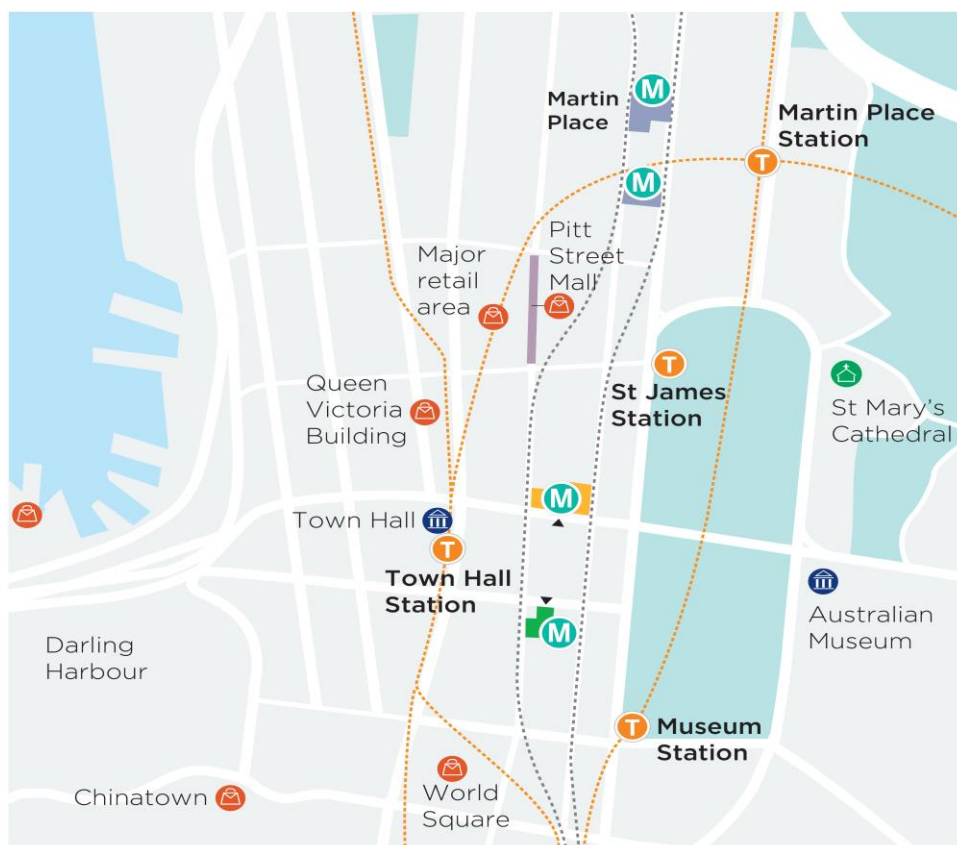 M
Martin
Place
Martin Place
Station
T
M
Pitt
Street
Mall
Major
retail
area
T
St James
Station
Queen
Victoria
Building
St Mary's
Cathedral
M
Town Hall
T
Town Hall
Station
Australian
Museum
M
Darling
Harbour
T
Museum
Station
Chinatown
World
Square